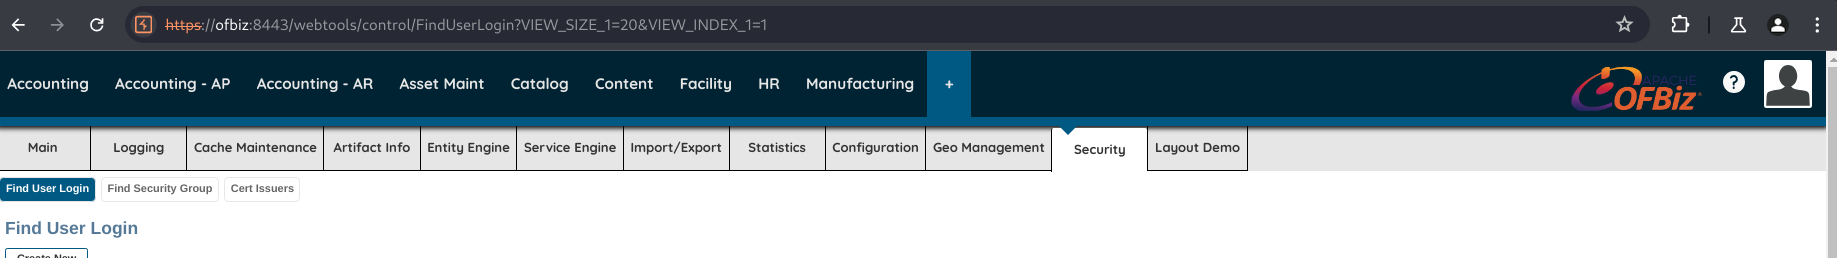 https://ofbiz:8443/webtools/control/FindUserLogin?VIEW_SIZE_1=20&VIEW_INDEX_1=1
Accounting Accounting - AP Accounting - AR Asset Maint Catalog Content Facility HR Manufacturing + APACHE OFBiz ?
Main Logging Cache Maintenance Artifact Info Entity Engine Service Engine Import/Export Statistics Configuration Geo Management Security Layout Demo
Find User Login Find Security Group Cert Issuers
Find User Login
Create New